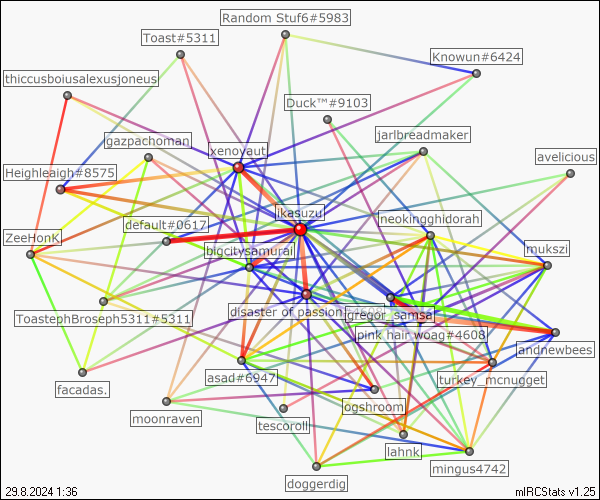 Random Stuf6#5983
Toast#5311
Knowun#6424
thiccusboiusalexusjoneus
Duck™#9103
jarlbreadmaker
gazpachoman
xenoyaut
avelicious
Heighleaigh#8575
ikasuzu
neokingghidorah
default#0617
ZeeHonK
bigcitysamurai
mukszi
disaster of passion
gregor_samsa
ToastephBroseph5311#5311
pink hair woag#4608
andnewbees
asad#6947
turkey_mcnugget
facadas.
ogshroom
moonraven
tescoroll
lahnk
mingus4742
doggerdig
29.8.2024 1:36
mIRCStats v1.25